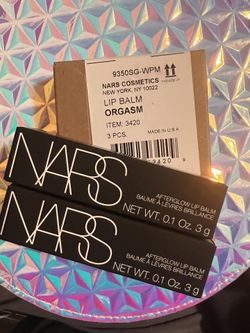 9350SG-WPM
NARS COSMETICS
NEW YORK, NY 10022
LIP BALM
ORGASM
ITEM: 3420
3 PCS.
MADE IN U.S.A.
3420 9
NARS
AFTERGLOW LIP BALM
BAUME À LÈVRES BRILLANCE
NET WT. 0.1 Oz. 3 g
NARS
AFTERGLOW LIP BALM
BAUME À LÈVRES BRILLANCE
NET WT. 0.1 Oz. 3 g